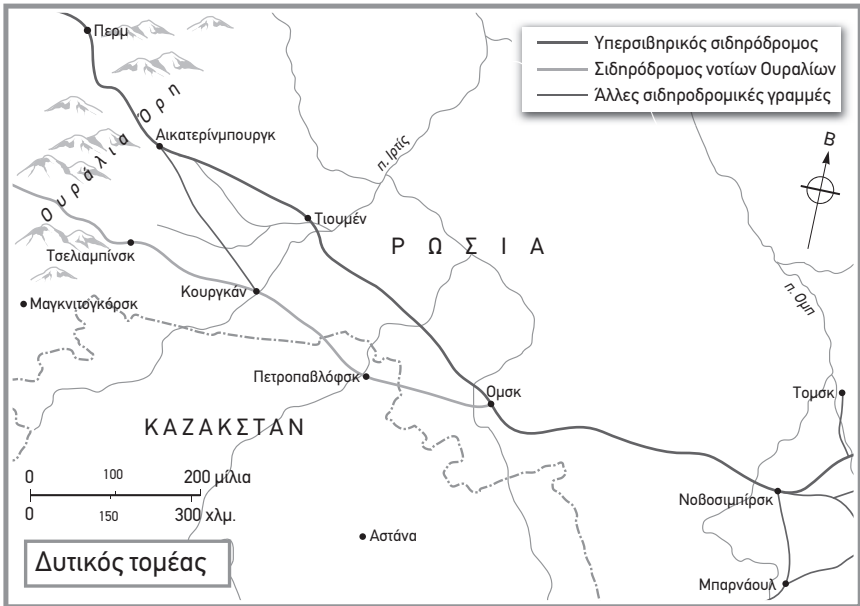 Περμ
Υπερσιβηρικός σιδηρόδρομος
Σιδηρόδρομος νοτίων Ουραλίων
Άλλες σιδηροδρομικές γραμμές
Ουράλια Όρη
Αικατερίνμπουργκ
π. Ιρτίς
Β
Τιουμέν
ΡΩΣΙΑ
Τσελιαμπίνσκ
Κουργκάν
Μαγκνιτογκόρσκ
π. Ομπ
Πετροπαβλόφσκ
Ομσκ
Τομσκ
ΚΑΖΑΚΣΤΑΝ
0 100 200 μίλια
0 150 300 χλμ.
Νοβοσιμπίρσκ
Αστάνα
Δυτικός τομέας
Μπαρνάουλ